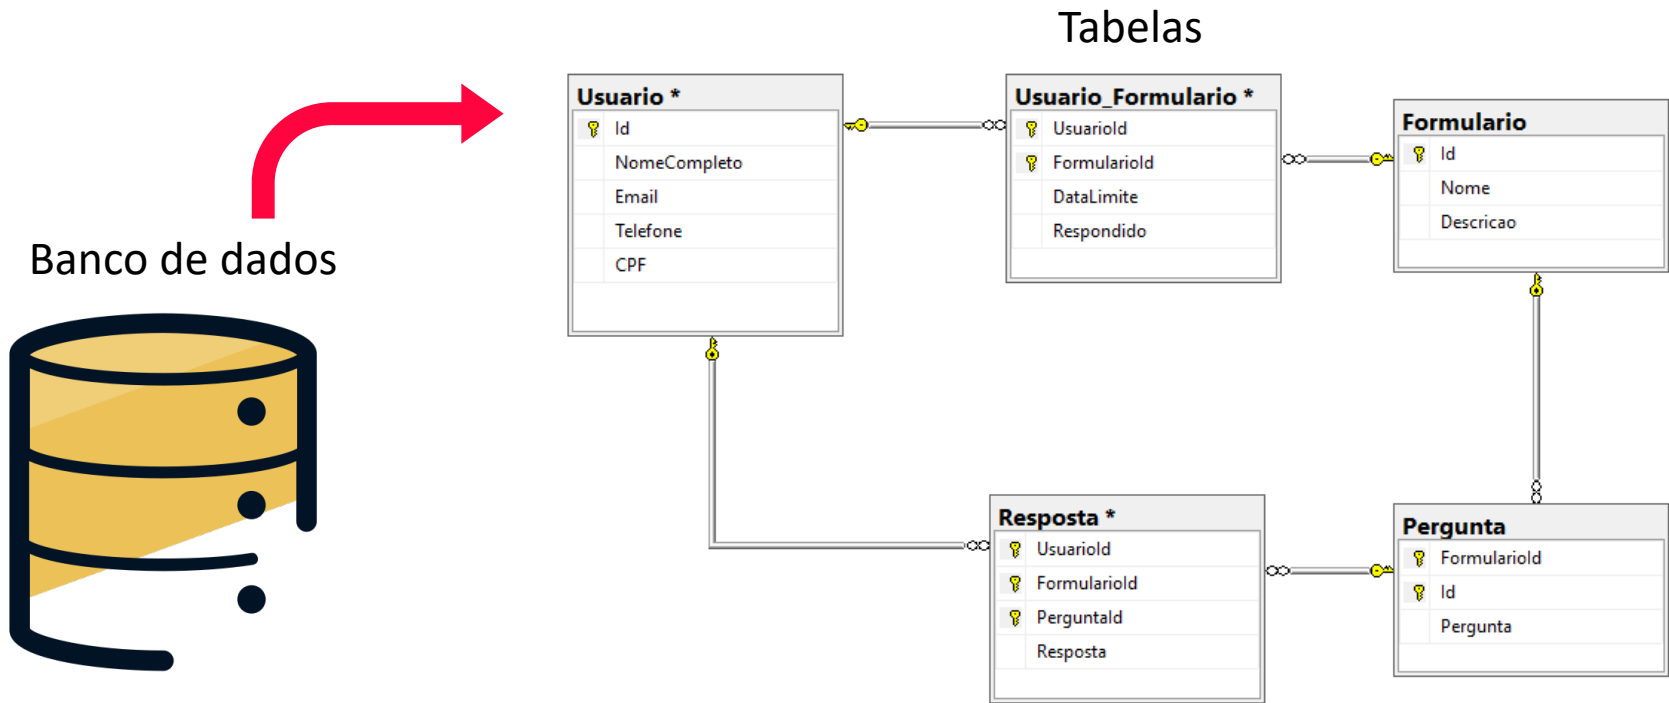 Tabelas
Banco de dados
Usuario *
Id
NomeCompleto
Email
Telefone
CPF
Usuario_Formulario *
UsuarioId
FormularioId
DataLimite
Respondido
Formulario
Id
Nome
Descricao
Resposta *
UsuarioId
FormularioId
PerguntaId
Resposta
Pergunta
FormularioId
Id
Pergunta